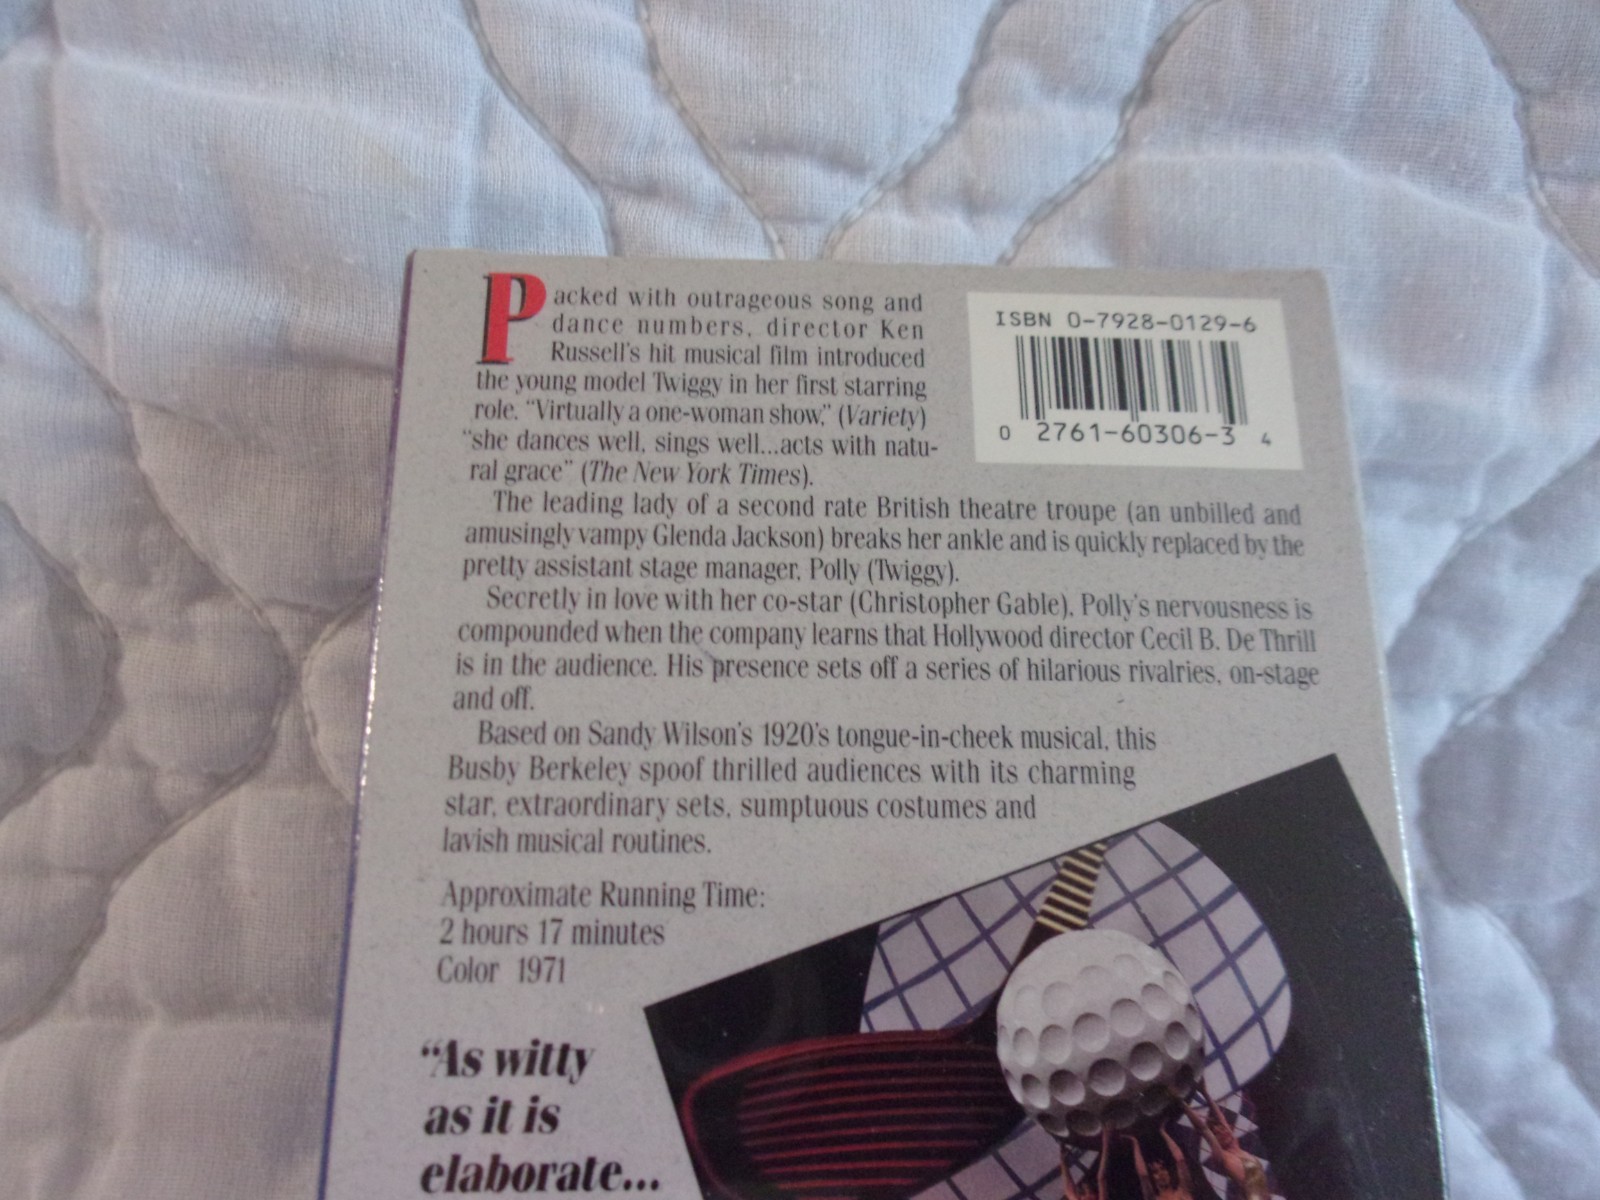 Packed with outrageous song and
dance numbers, director Ken
Russell's hit musical film introduced
the young model Twiggy in her first starring
role. "Virtually a one-woman show," (Variety)
"she dances well, sings well...acts with natu-
ral grace" (The New York Times).
ISBN 0-7928-0129-6
0 2761-60306-3 4
The leading lady of a second rate British theatre troupe (an unbilled and
amusingly vampy Glenda Jackson) breaks her ankle and is quickly replaced by the
pretty assistant stage manager, Polly (Twiggy).
Secretly in love with her co-star (Christopher Gable), Polly's nervousness is
compounded when the company learns that Hollywood director Cecil B. De Thrill
is in the audience. His presence sets off a series of hilarious rivalries, on-stage
and off.
Based on Sandy Wilson's 1920's tongue-in-cheek musical, this
Busby Berkeley spoof thrilled audiences with its charming
star, extraordinary sets, sumptuous costumes and
lavish musical routines.
Approximate Running Time:
2 hours 17 minutes
Color 1971
"As witty
as it is
elaborate...